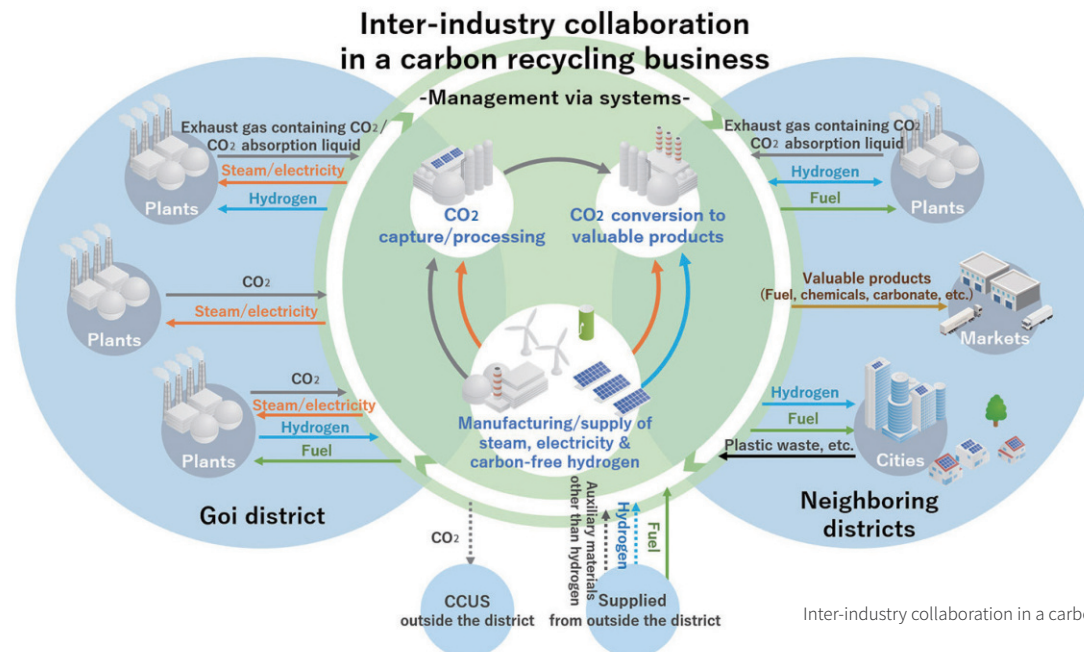 Inter-industry collaboration
in a carbon recycling business
-Management via systems-
Exhaust gas containing CO2/
CO2 absorption liquid
Steam/electricity
Hydrogen
Plants
CO2
Steam/electricity
Plants
CO2
Steam/electricity
Hydrogen
Fuel
Plants
Goi district
CO2
capture/processing
CO2 conversion to
valuable products
Manufacturing/supply of
steam, electricity &
carbon-free hydrogen
Exhaust gas containing CO2
CO2 absorption liquid
Hydrogen
Fuel
Plants
Valuable products
(Fuel, chemicals, carbonate, etc.)
Markets
Hydrogen
Fuel
Plastic waste, etc.
Cities
Neighboring
districts
CO2
CCUS
outside the district
Auxiliary materials
other than hydrogen
Hydrogen
Fuel
Supplied
from outside the district
Inter-industry collaboration in a carbo